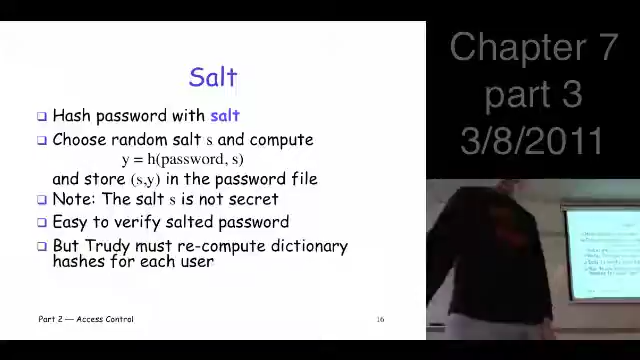 Salt
Hash password with salt
Choose random salt s and compute
y = h(password, s)
and store (s,y) in the password file
Note: The salt s is not secret
Easy to verify salted password
But Trudy must re-compute dictionary
hashes for each user
Part 2 — Access Control
16
Chapter 7
part 3
3/8/2011